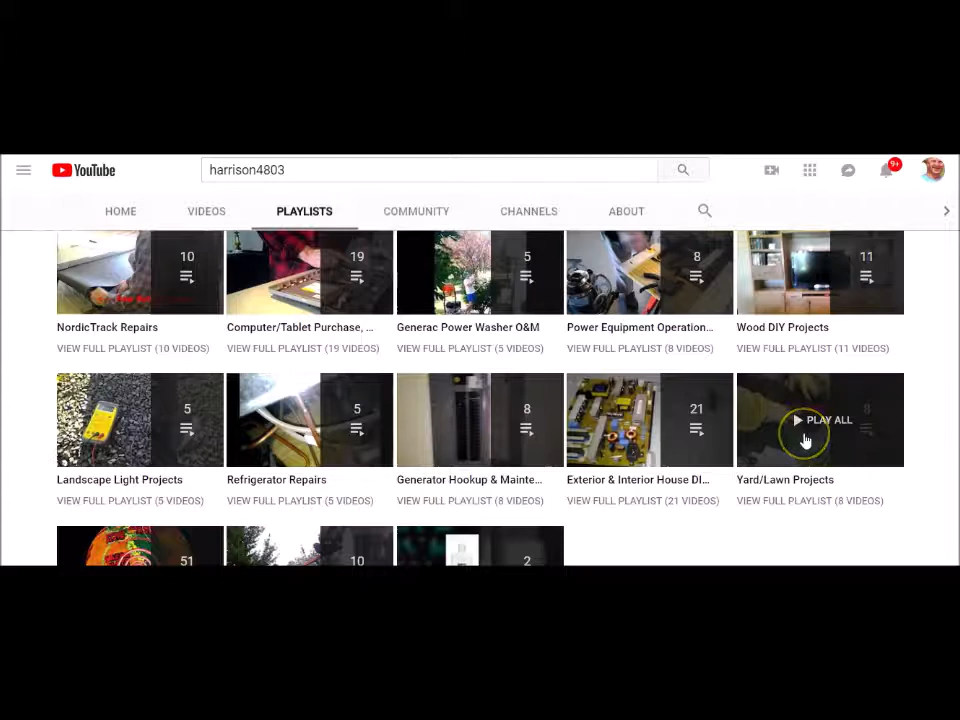 YouTube
harrison4803
9+
HOME VIDEOS PLAYLISTS COMMUNITY CHANNELS ABOUT
10 19 5 8 11
NordicTrack Repairs Computer/Tablet Purchase, ... Generac Power Washer O&M Power Equipment Operation... Wood DIY Projects
VIEW FULL PLAYLIST (10 VIDEOS) VIEW FULL PLAYLIST (19 VIDEOS) VIEW FULL PLAYLIST (5 VIDEOS) VIEW FULL PLAYLIST (8 VIDEOS) VIEW FULL PLAYLIST (11 VIDEOS)
5 5 8 21 8
PLAY ALL
Landscape Light Projects Refrigerator Repairs Generator Hookup & Mainte... Exterior & Interior House DI... Yard/Lawn Projects
VIEW FULL PLAYLIST (5 VIDEOS) VIEW FULL PLAYLIST (5 VIDEOS) VIEW FULL PLAYLIST (8 VIDEOS) VIEW FULL PLAYLIST (21 VIDEOS) VIEW FULL PLAYLIST (8 VIDEOS)
51 10 2